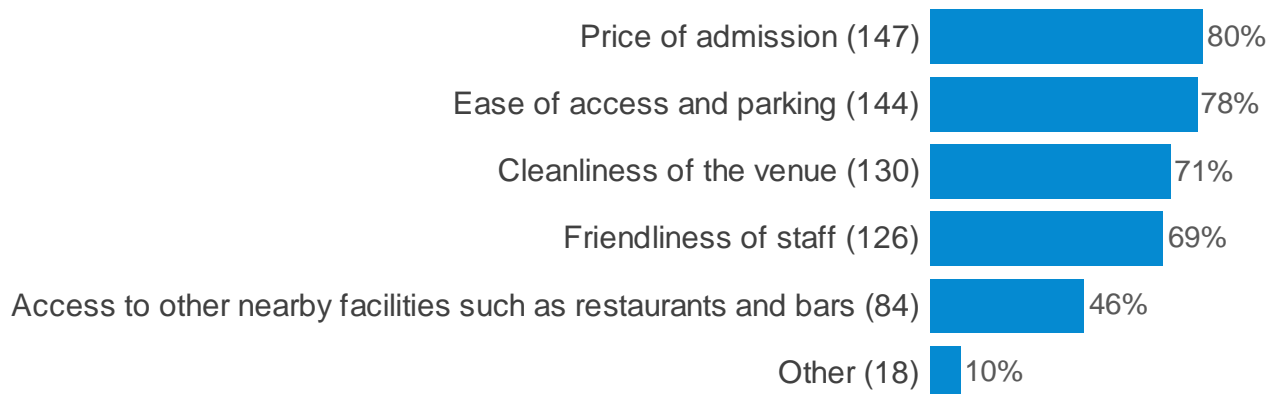 Price of admission (147) 80%
Ease of access and parking (144) 78%
Cleanliness of the venue (130) 71%
Friendliness of staff (126) 69%
Access to other nearby facilities such as restaurants and bars (84) 46%
Other (18) 10%